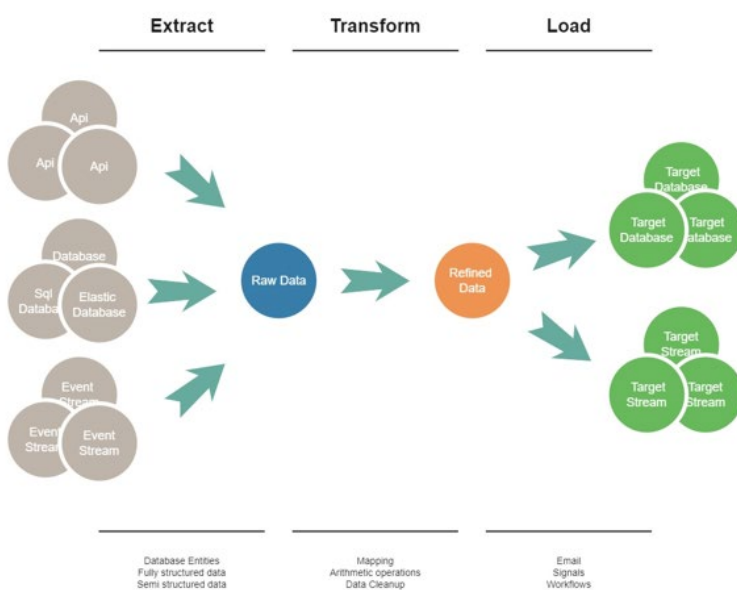 Extract
Transform
Load
Api
Api
Api
Database
Sql
Database
Elastic
Database
Event
Stream
Event
Stream
Event
Stream
Raw Data
Refined
Data
Target
Database
Target
Database
Target
Database
Target
Stream
Target
Stream
Target
Stream
Database Entities
Fully structured data
Semi structured data
Mapping
Arithmetic operations
Data Cleanup
Email
Signals
Workflows